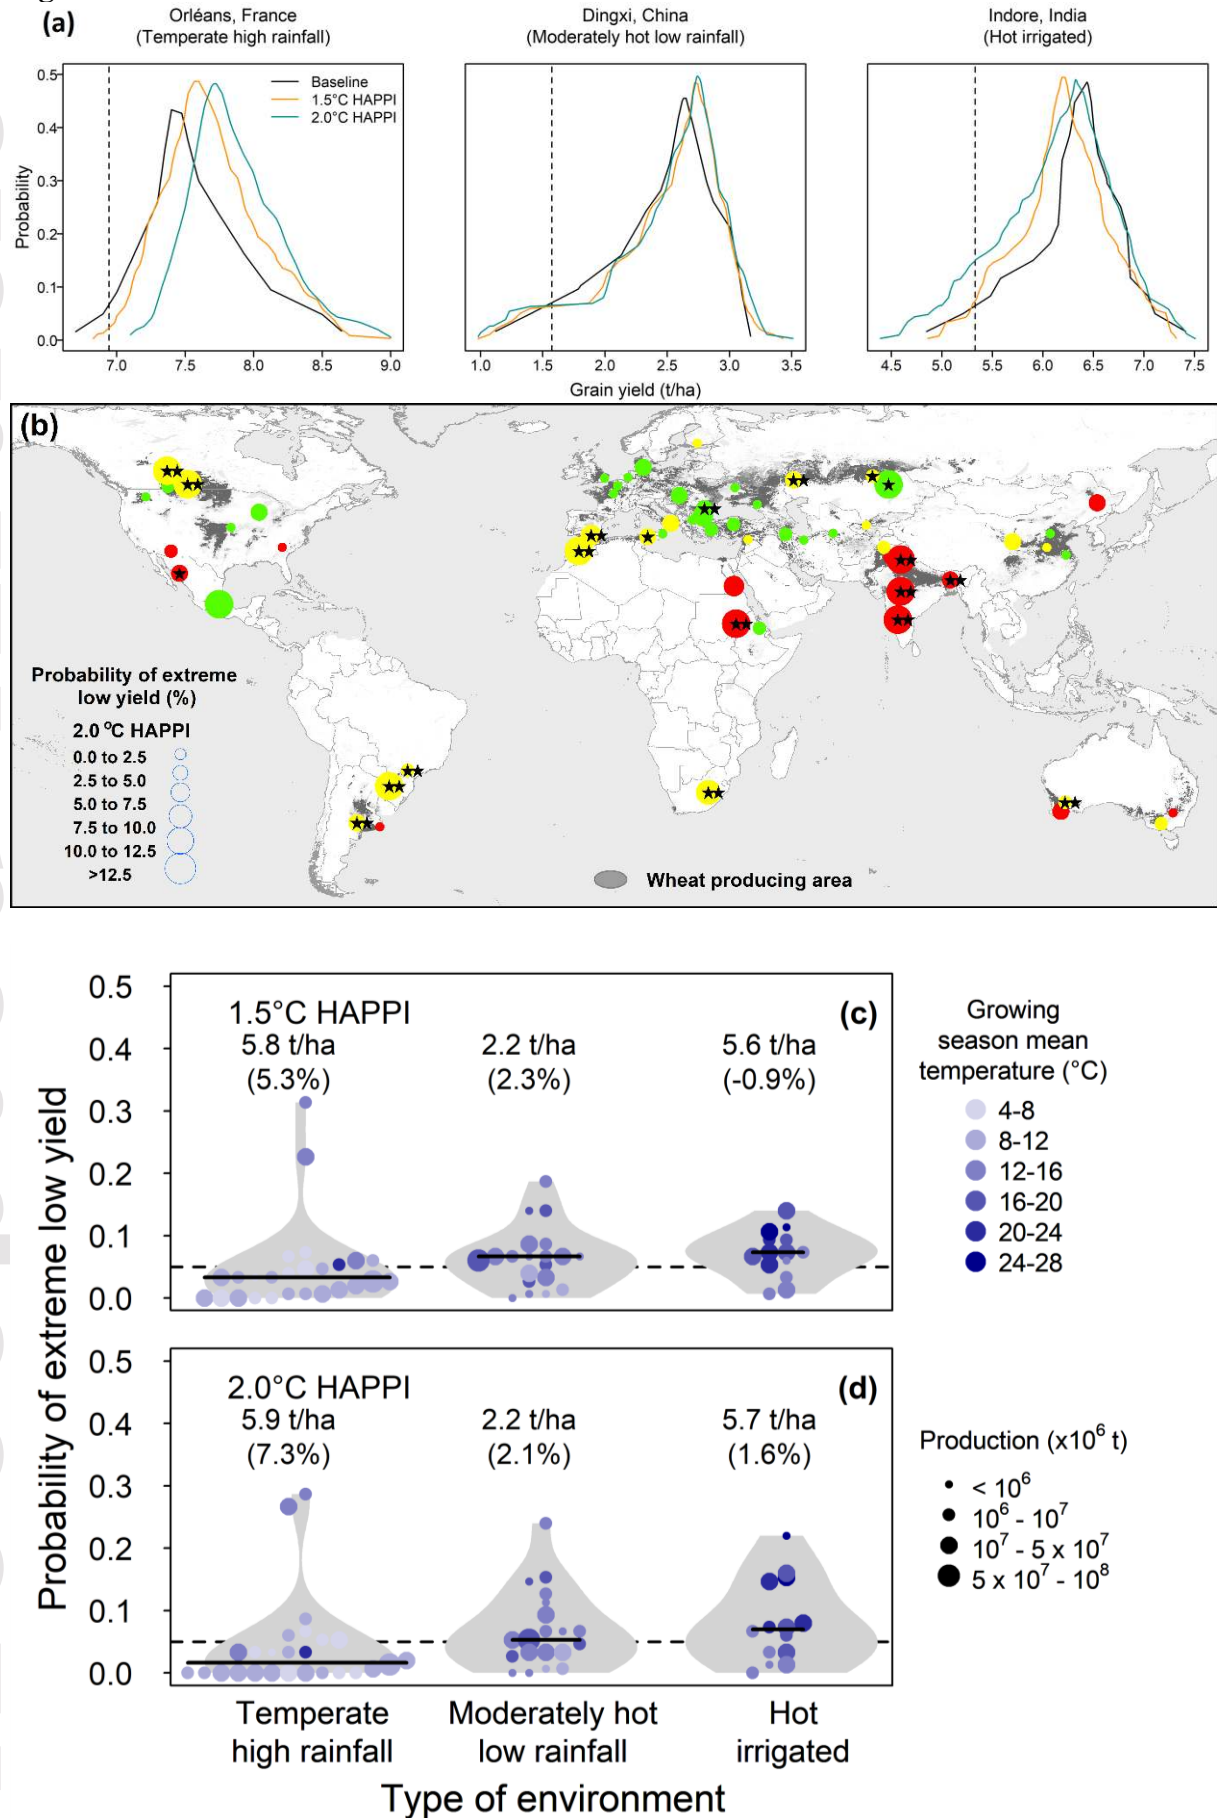 (a)
Orléans, France
(Temperate high rainfall)
Dingxi, China
(Moderately hot low rainfall)
Indore, India
(Hot irrigated)
Probability
0.5
0.4
0.3
0.2
0.1
0.0
Baseline
1.5°C HAPPI
2.0°C HAPPI
7.0 7.5 8.0 8.5 9.0
1.0 1.5 2.0 2.5 3.0 3.5
4.5 5.0 5.5 6.0 6.5 7.0 7.5
Grain yield (t/ha)
(b)
Probability of extreme
low yield (%)
2.0 °C HAPPI
0.0 to 2.5
2.5 to 5.0
5.0 to 7.5
7.5 to 10.0
10.0 to 12.5
>12.5
Wheat producing area
Probability of extreme low yield
0.5
0.4
0.3
0.2
0.1
0.0
1.5°C HAPPI
(c)
5.8 t/ha
(5.3%)
2.2 t/ha
(2.3%)
5.6 t/ha
(-0.9%)
Growing
season mean
temperature (°C)
4-8
8-12
12-16
16-20
20-24
24-28
0.5
0.4
0.3
0.2
0.1
0.0
2.0°C HAPPI
(d)
5.9 t/ha
(7.3%)
2.2 t/ha
(2.1%)
5.7 t/ha
(1.6%)
Production (x10⁶ t)
< 10⁶
10⁶ - 10⁷
10⁷ - 5 x 10⁷
5 x 10⁷ - 10⁸
Temperate
high rainfall
Moderately hot
low rainfall
Hot
irrigated
Type of environment